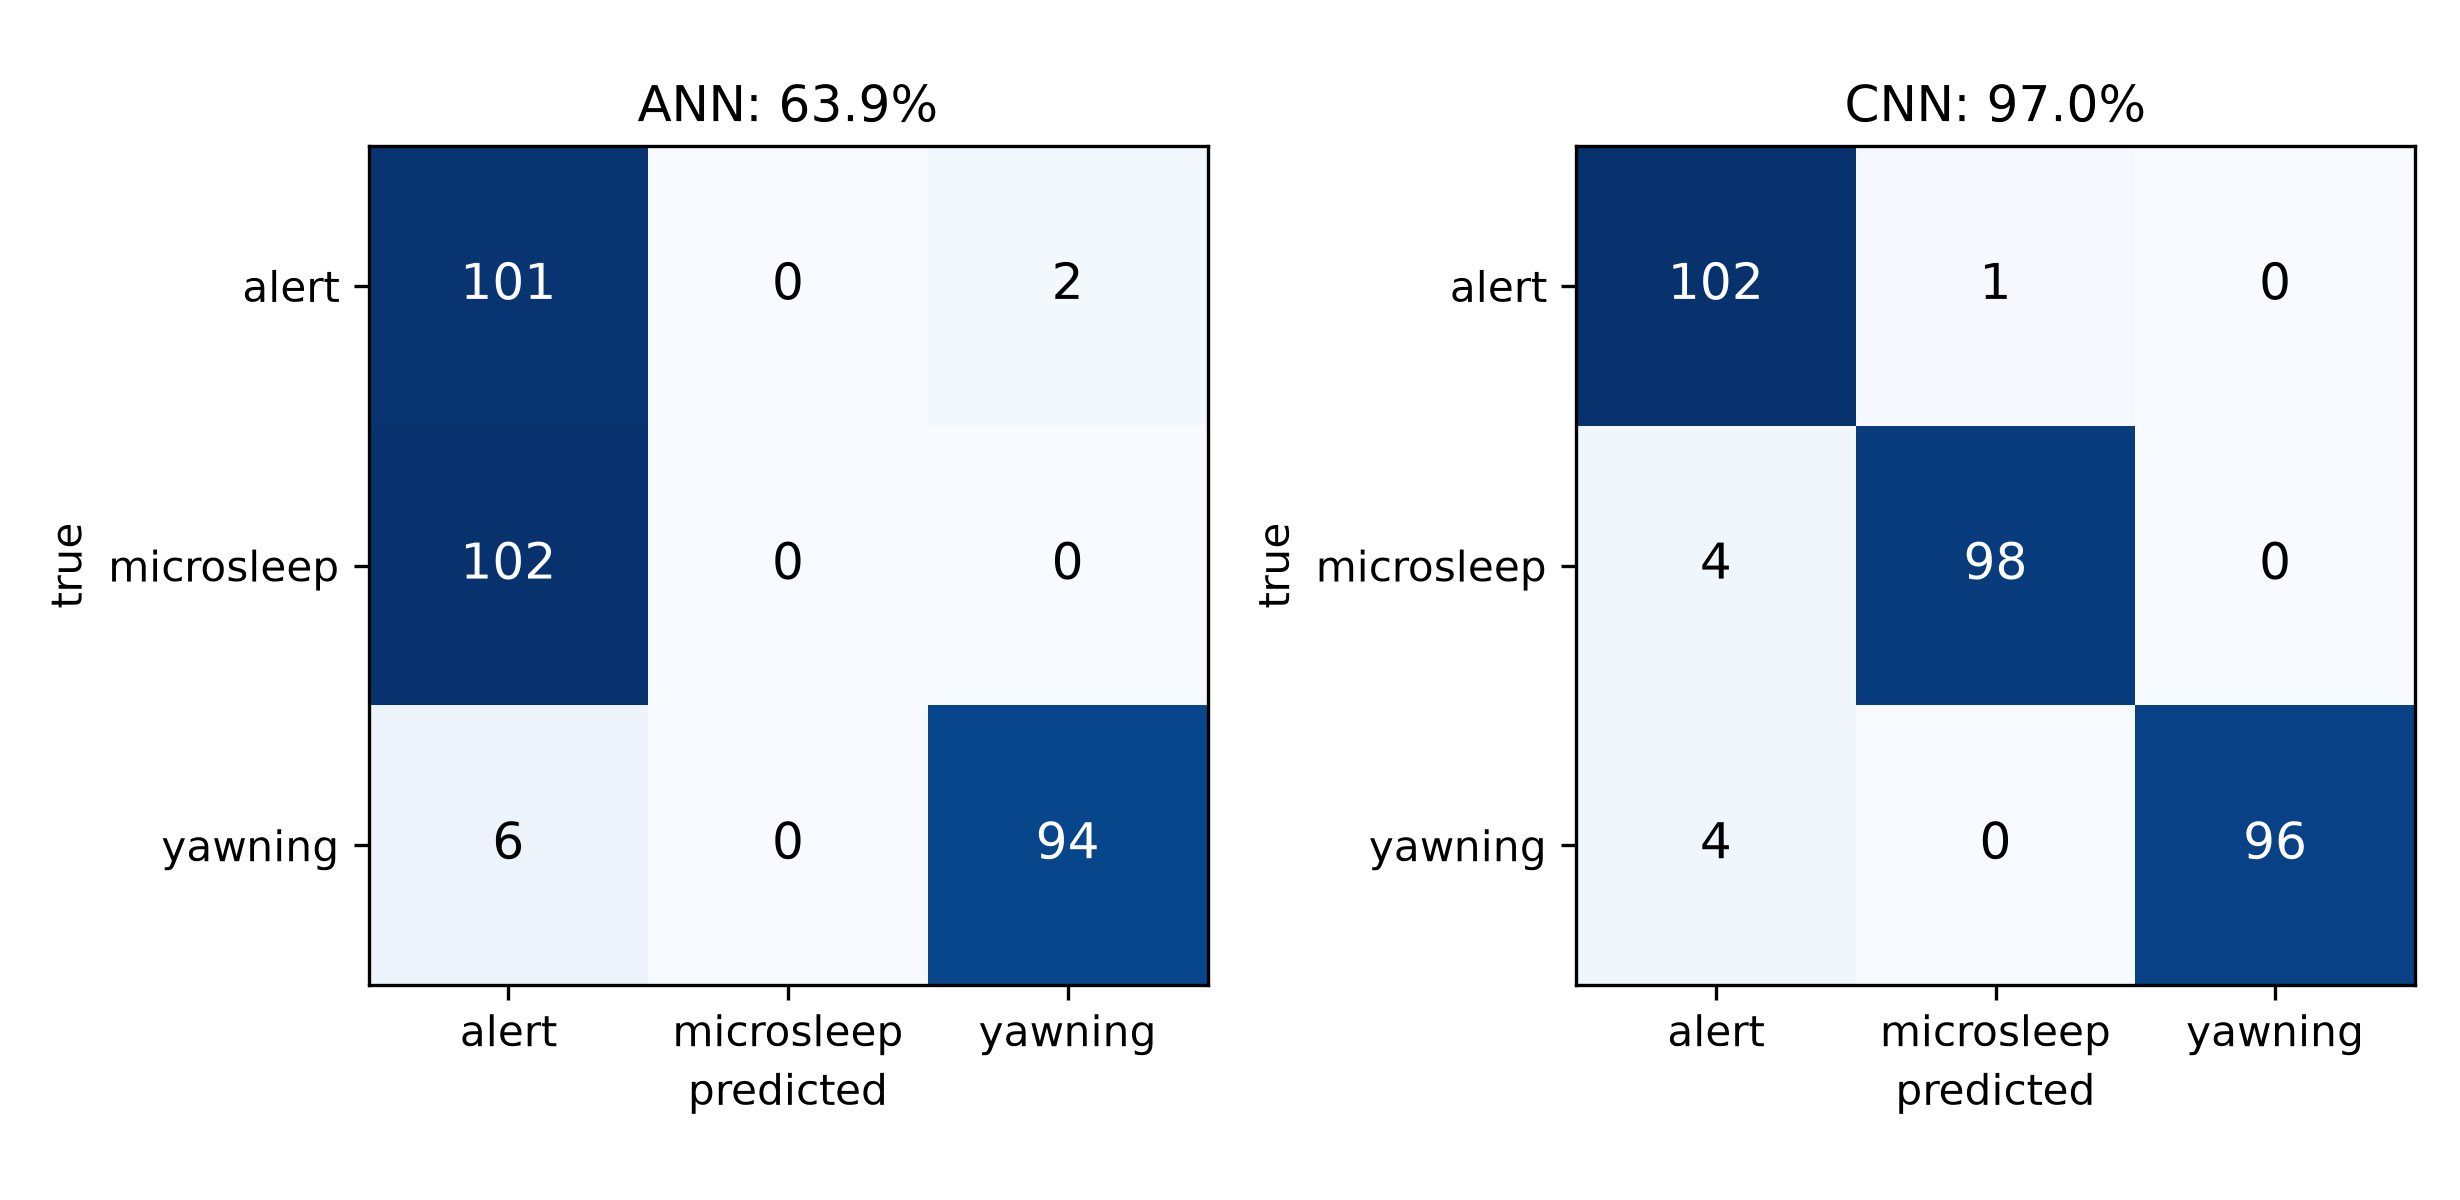 ANN: 63.9%
true
alert 101 0 2
microsleep 102 0 0
yawning 6 0 94
alert microsleep yawning
predicted
CNN: 97.0%
true
alert 102 1 0
microsleep 4 98 0
yawning 4 0 96
alert microsleep yawning
predicted